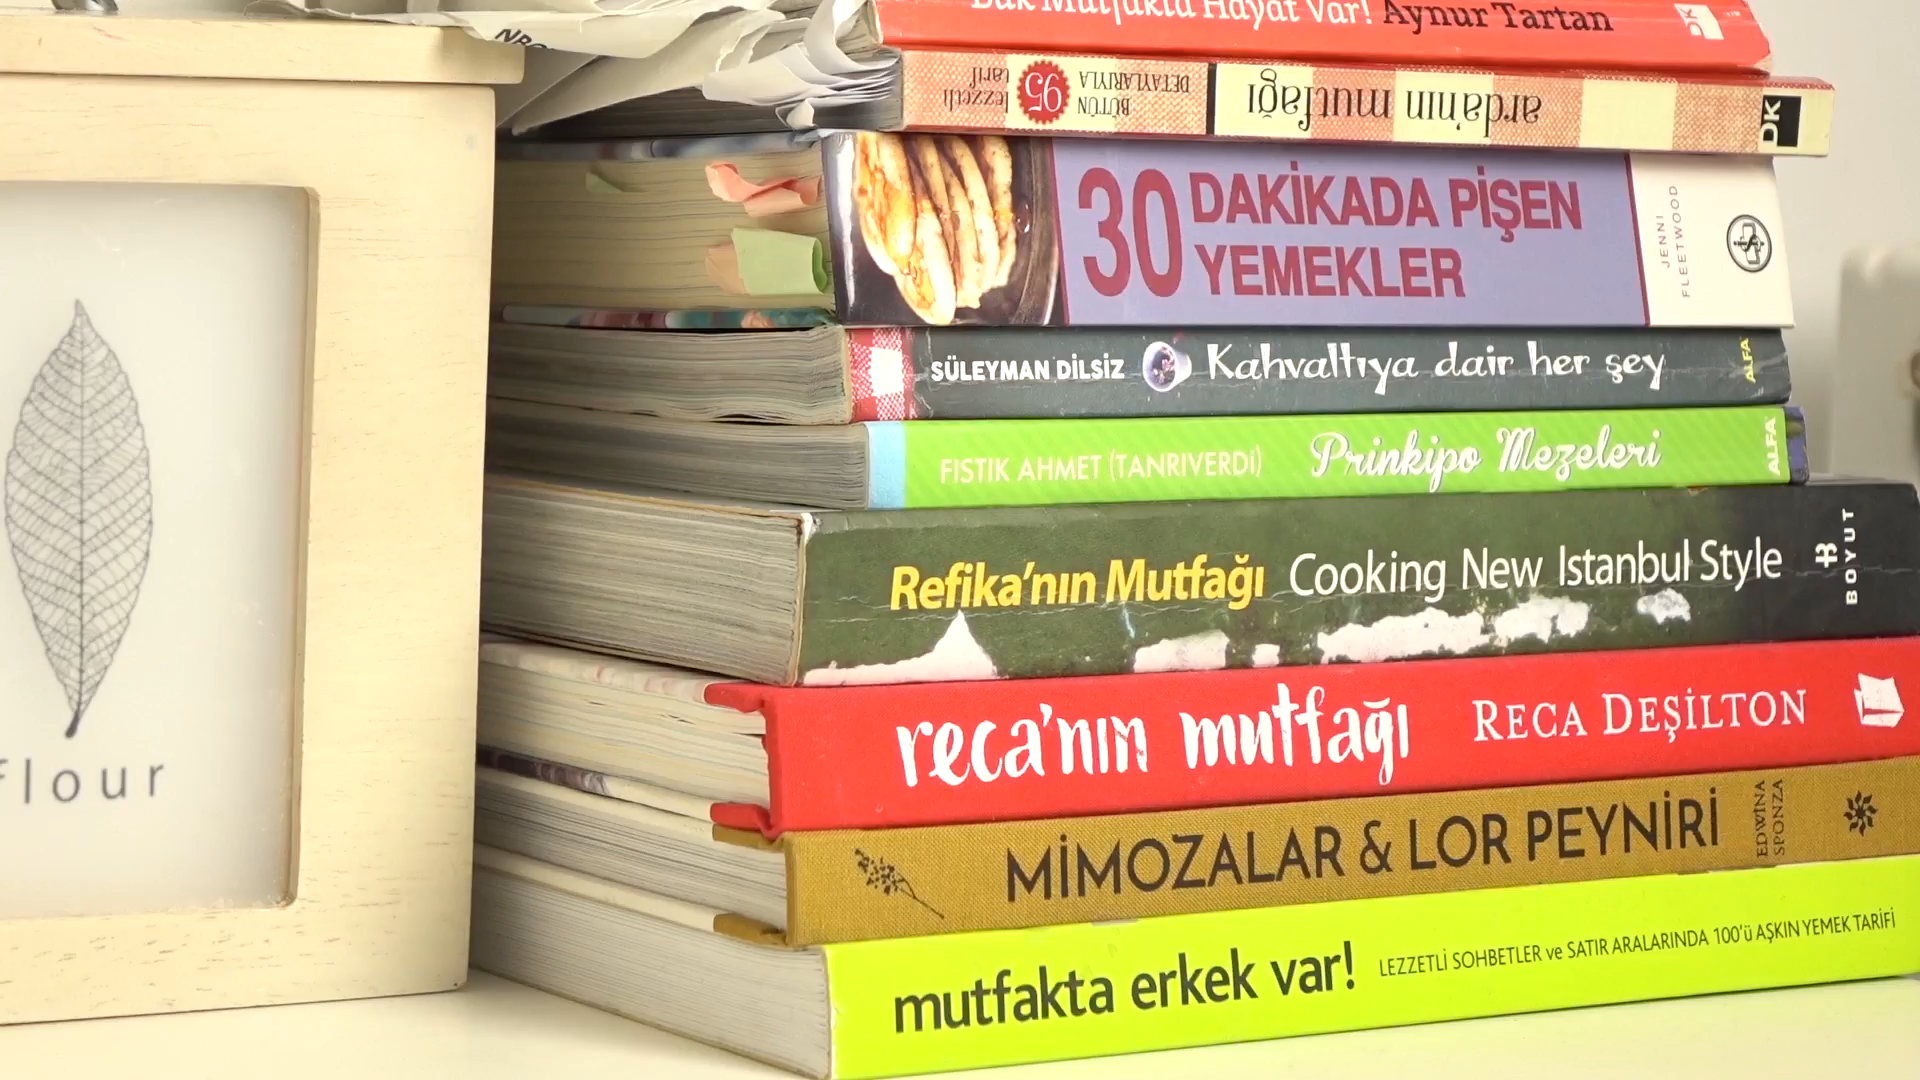 Mutfakta Hayat Var! Aynur Tartan
DK
ardanın mutfağı
BÜTÜN
DETAYLARIYLA
95
lezzetli
tarif
DK
30 DAKİKADA PİŞEN
YEMEKLER
JENNI
FLEETWOOD
SÜLEYMAN DİLSİZ Kahvaltıya dair her şey ALFA
FISTIK AHMET (TANRIVERDİ) Prinkipo Mezeleri ALFA
Refika'nın Mutfağı Cooking New Istanbul Style BOYUT
reca'nın mutfağı RECA DEŞİLTON
MİMOZALAR & LOR PEYNİRİ EDWINA
SPONZA
mutfakta erkek var! LEZZETLİ SOHBETLER ve SATIR ARALARINDA 100'ü AŞKIN YEMEK TARİFİ
flour